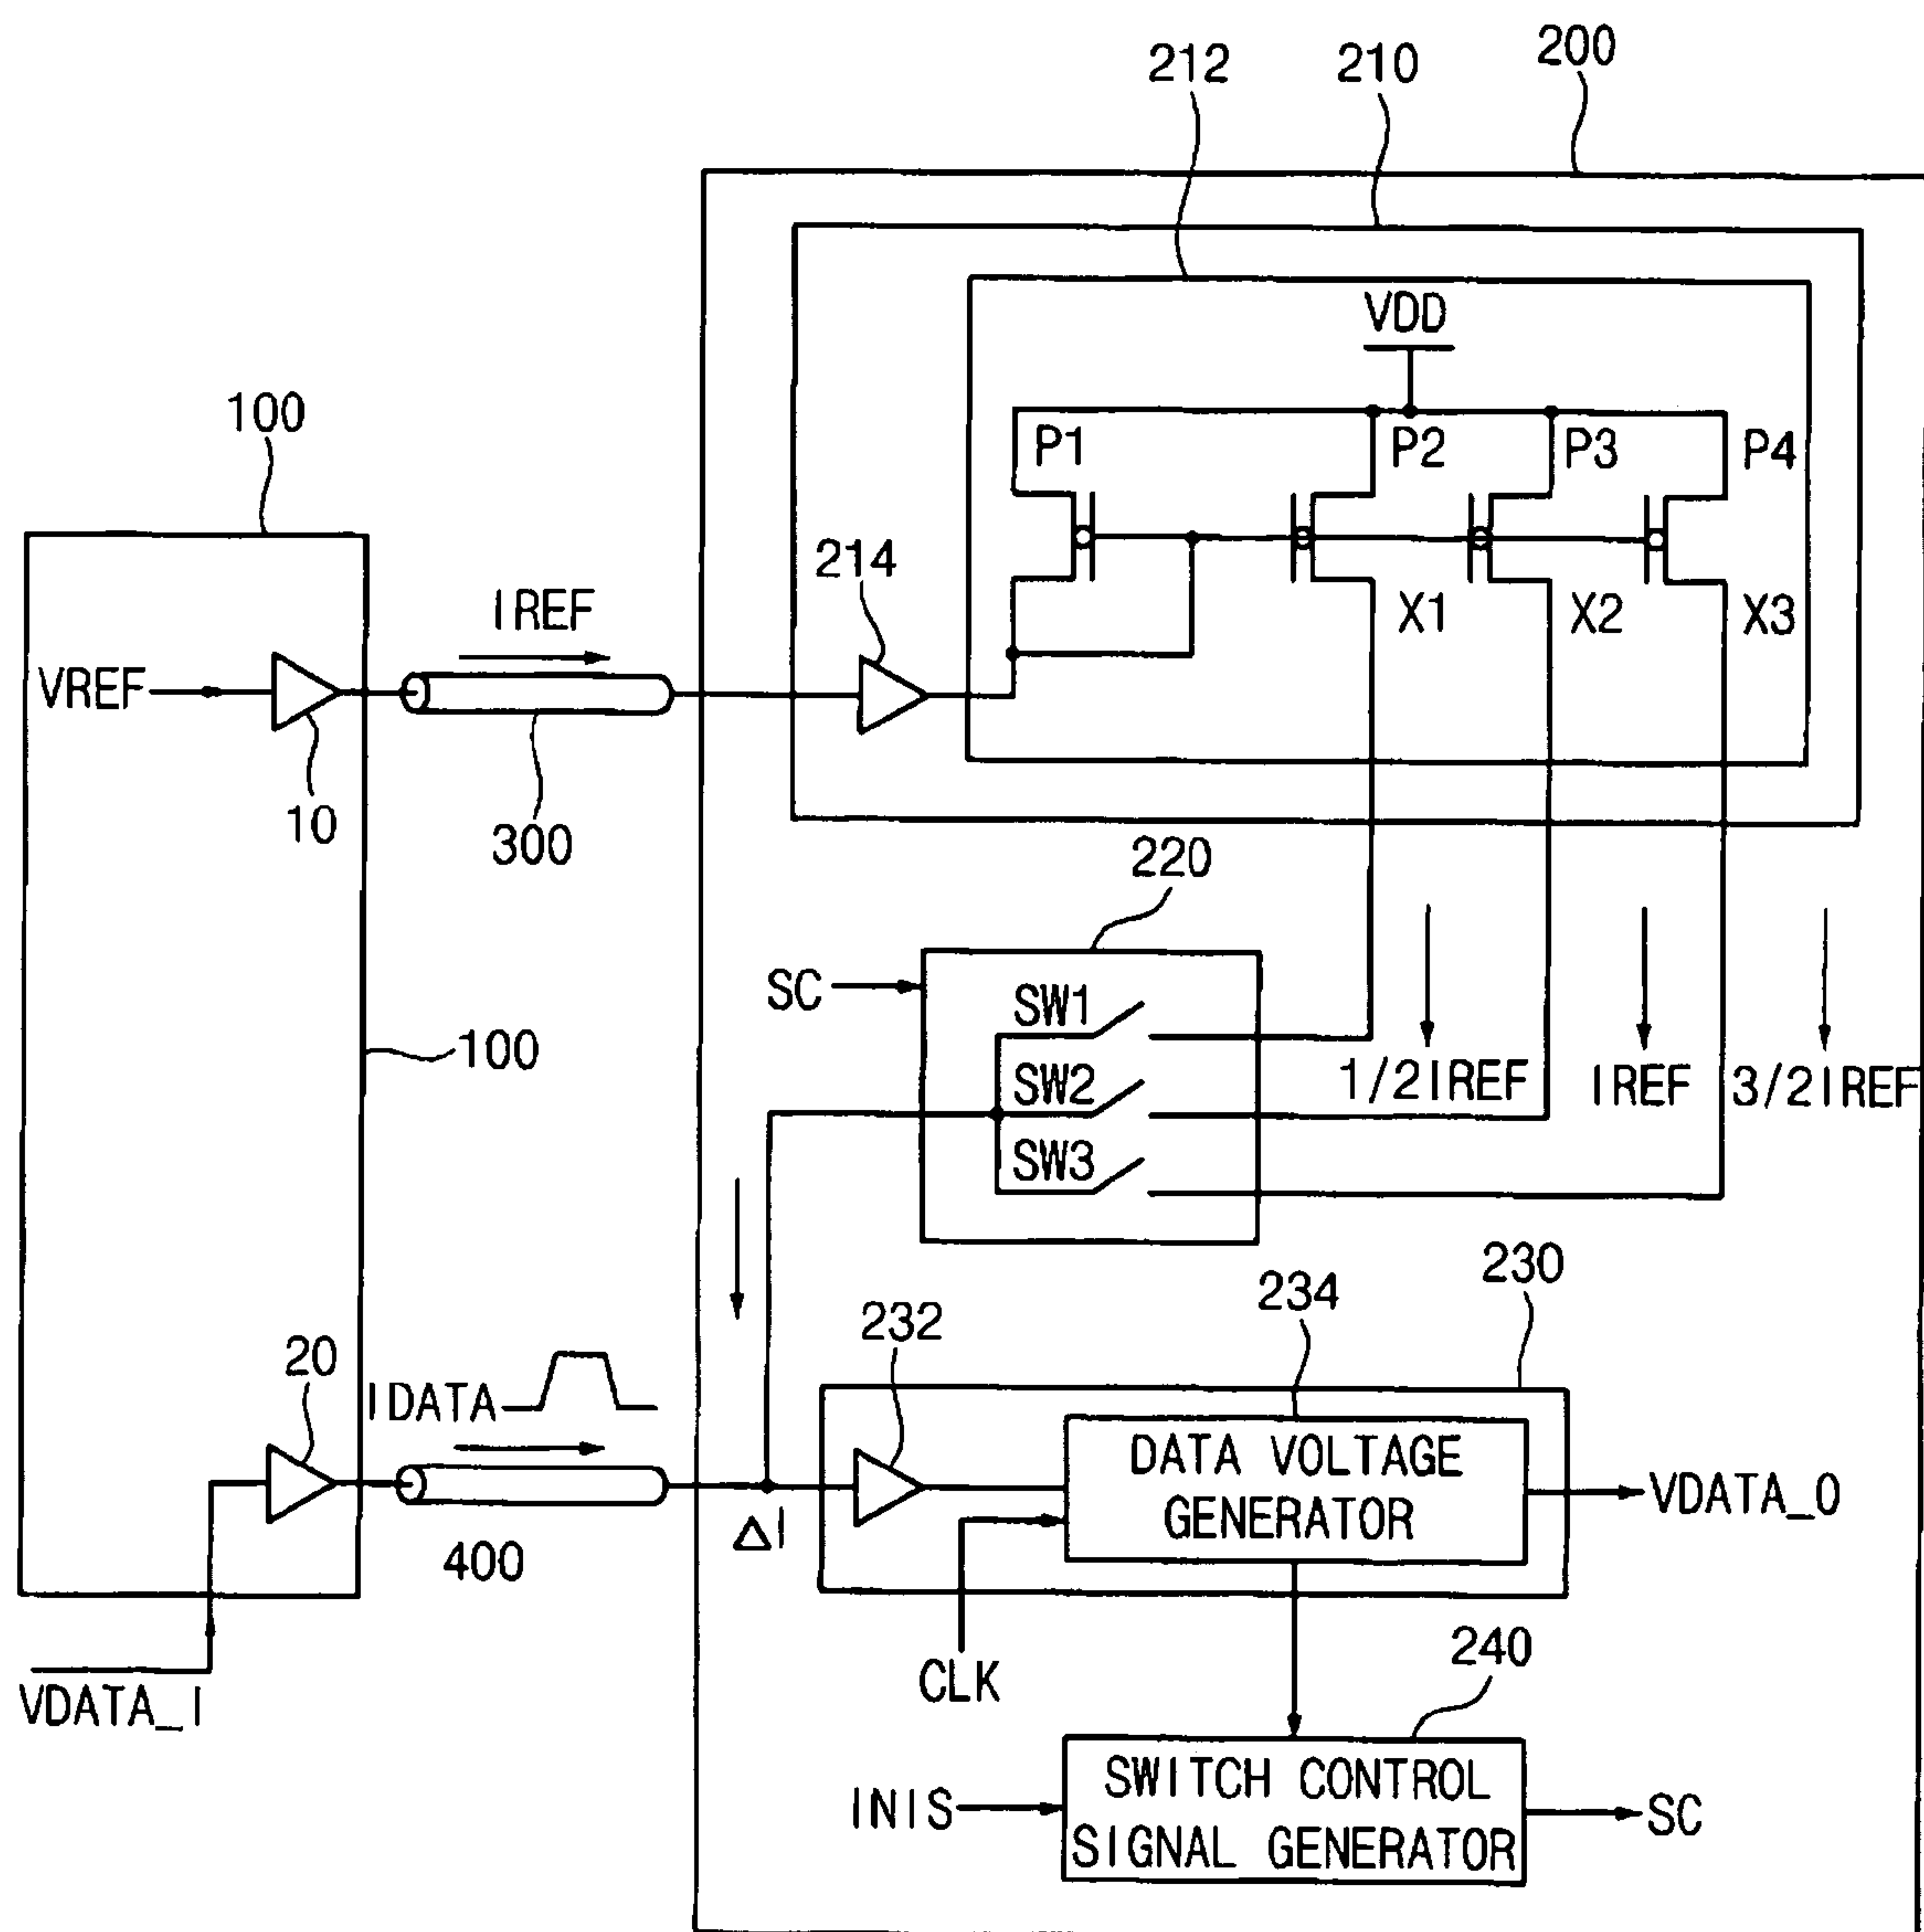 200
212
210
VDD
100
P1
P2
P3
P4
214
IREF
X1
X2
X3
VREF
10
300
220
SC
SW1
100
SW2
1/2IREF
IREF
3/2IREF
SW3
230
234
232
20
IDATA
DATA VOLTAGE
GENERATOR
VDATA_O
ΔI
400
CLK
240
VDATA_I
SWITCH CONTROL
SIGNAL GENERATOR
INIS
SC